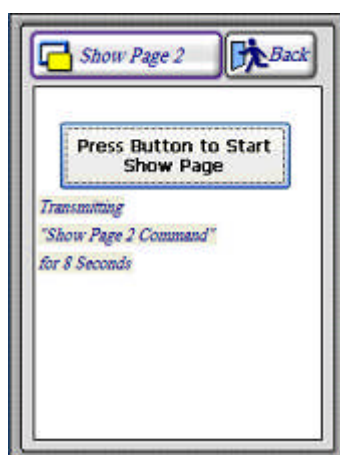 Show Page 2
Back
Press Button to Start
Show Page
Transmitting
"Show Page 2 Command"
for 8 Seconds